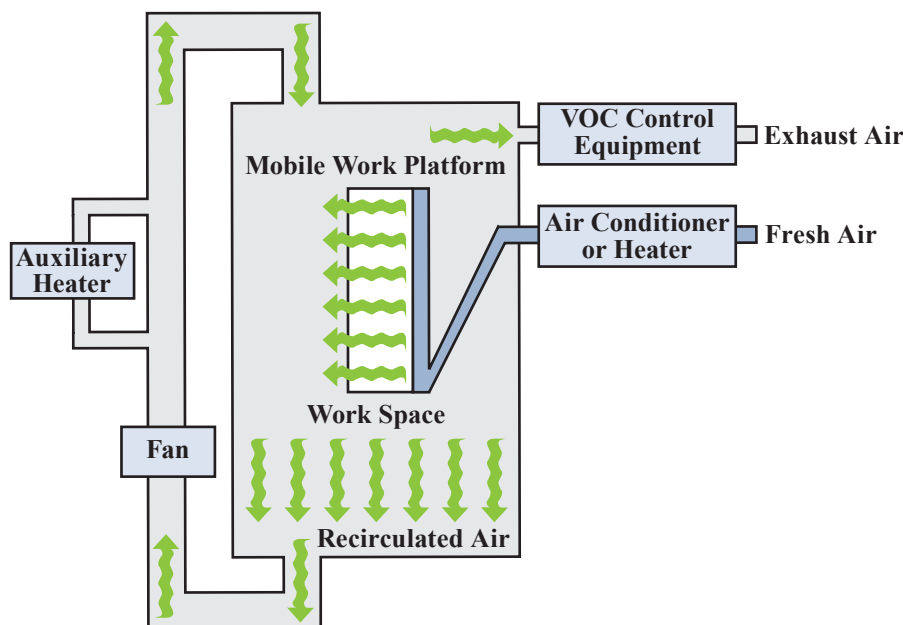 VOC Control
Equipment
Exhaust Air
Mobile Work Platform
Air Conditioner
or Heater
Fresh Air
Auxiliary
Heater
Work Space
Fan
Recirculated Air